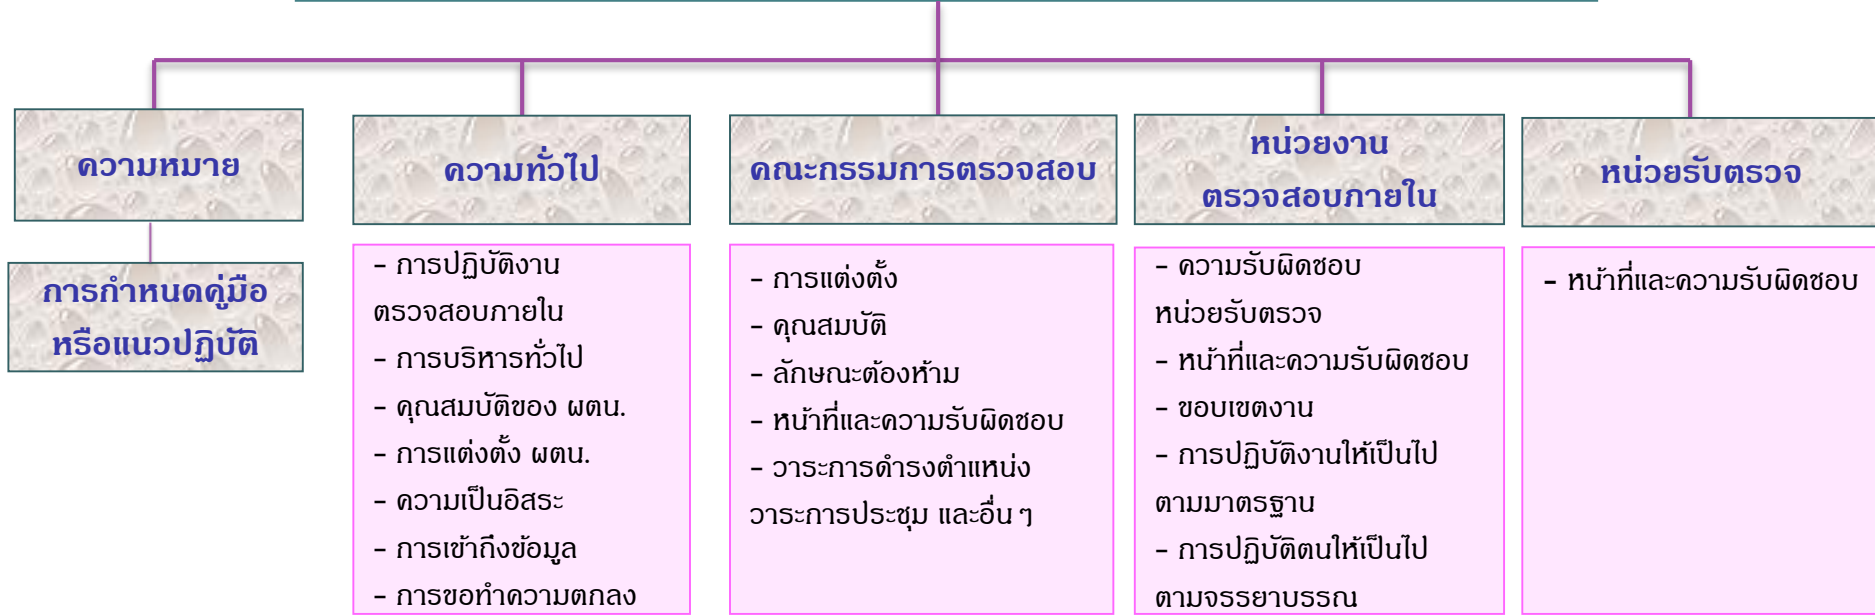 ความหมาย
การกำหนดคู่มือ
หรือแนวปฏิบัติ
ความทั่วไป
- การปฏิบัติงาน
ตรวจสอบภายใน
- การบริหารทั่วไป
- คุณสมบัติของ ผตน.
- การแต่งตั้ง ผตน.
- ความเป็นอิสระ
- การเข้าถึงข้อมูล
- การขอทำความตกลง
คณะกรรมการตรวจสอบ
- การแต่งตั้ง
- คุณสมบัติ
- ลักษณะต้องห้าม
- หน้าที่และความรับผิดชอบ
- วาระการดำรงตำแหน่ง
วาระการประชุม และอื่น ๆ
หน่วยงาน
ตรวจสอบภายใน
- ความรับผิดชอบ
หน่วยรับตรวจ
- หน้าที่และความรับผิดชอบ
- ขอบเขตงาน
- การปฏิบัติงานให้เป็นไป
ตามมาตรฐาน
- การปฏิบัติตนให้เป็นไป
ตามจรรยาบรรณ
หน่วยรับตรวจ
- หน้าที่และความรับผิดชอบ